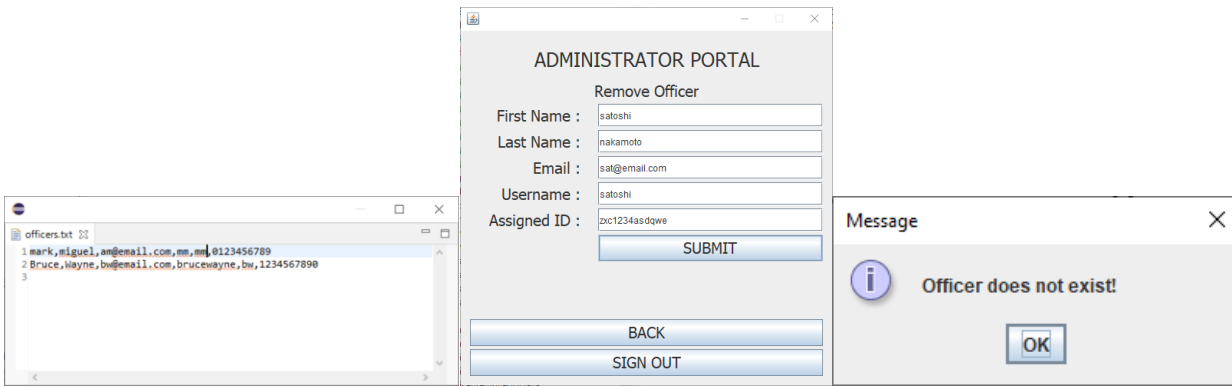 officers.txt
1 mark,miguel,am@email.com,mm,mm,0123456789
2 Bruce,Wayne,bw@email.com,brucewayne,bw,1234567890
3
ADMINISTRATOR PORTAL
Remove Officer
First Name : satoshi
Last Name : nakamoto
Email : sat@email.com
Username : satoshi
Assigned ID : zxc1234asdqwe
SUBMIT
BACK
SIGN OUT
Message
Officer does not exist!
OK